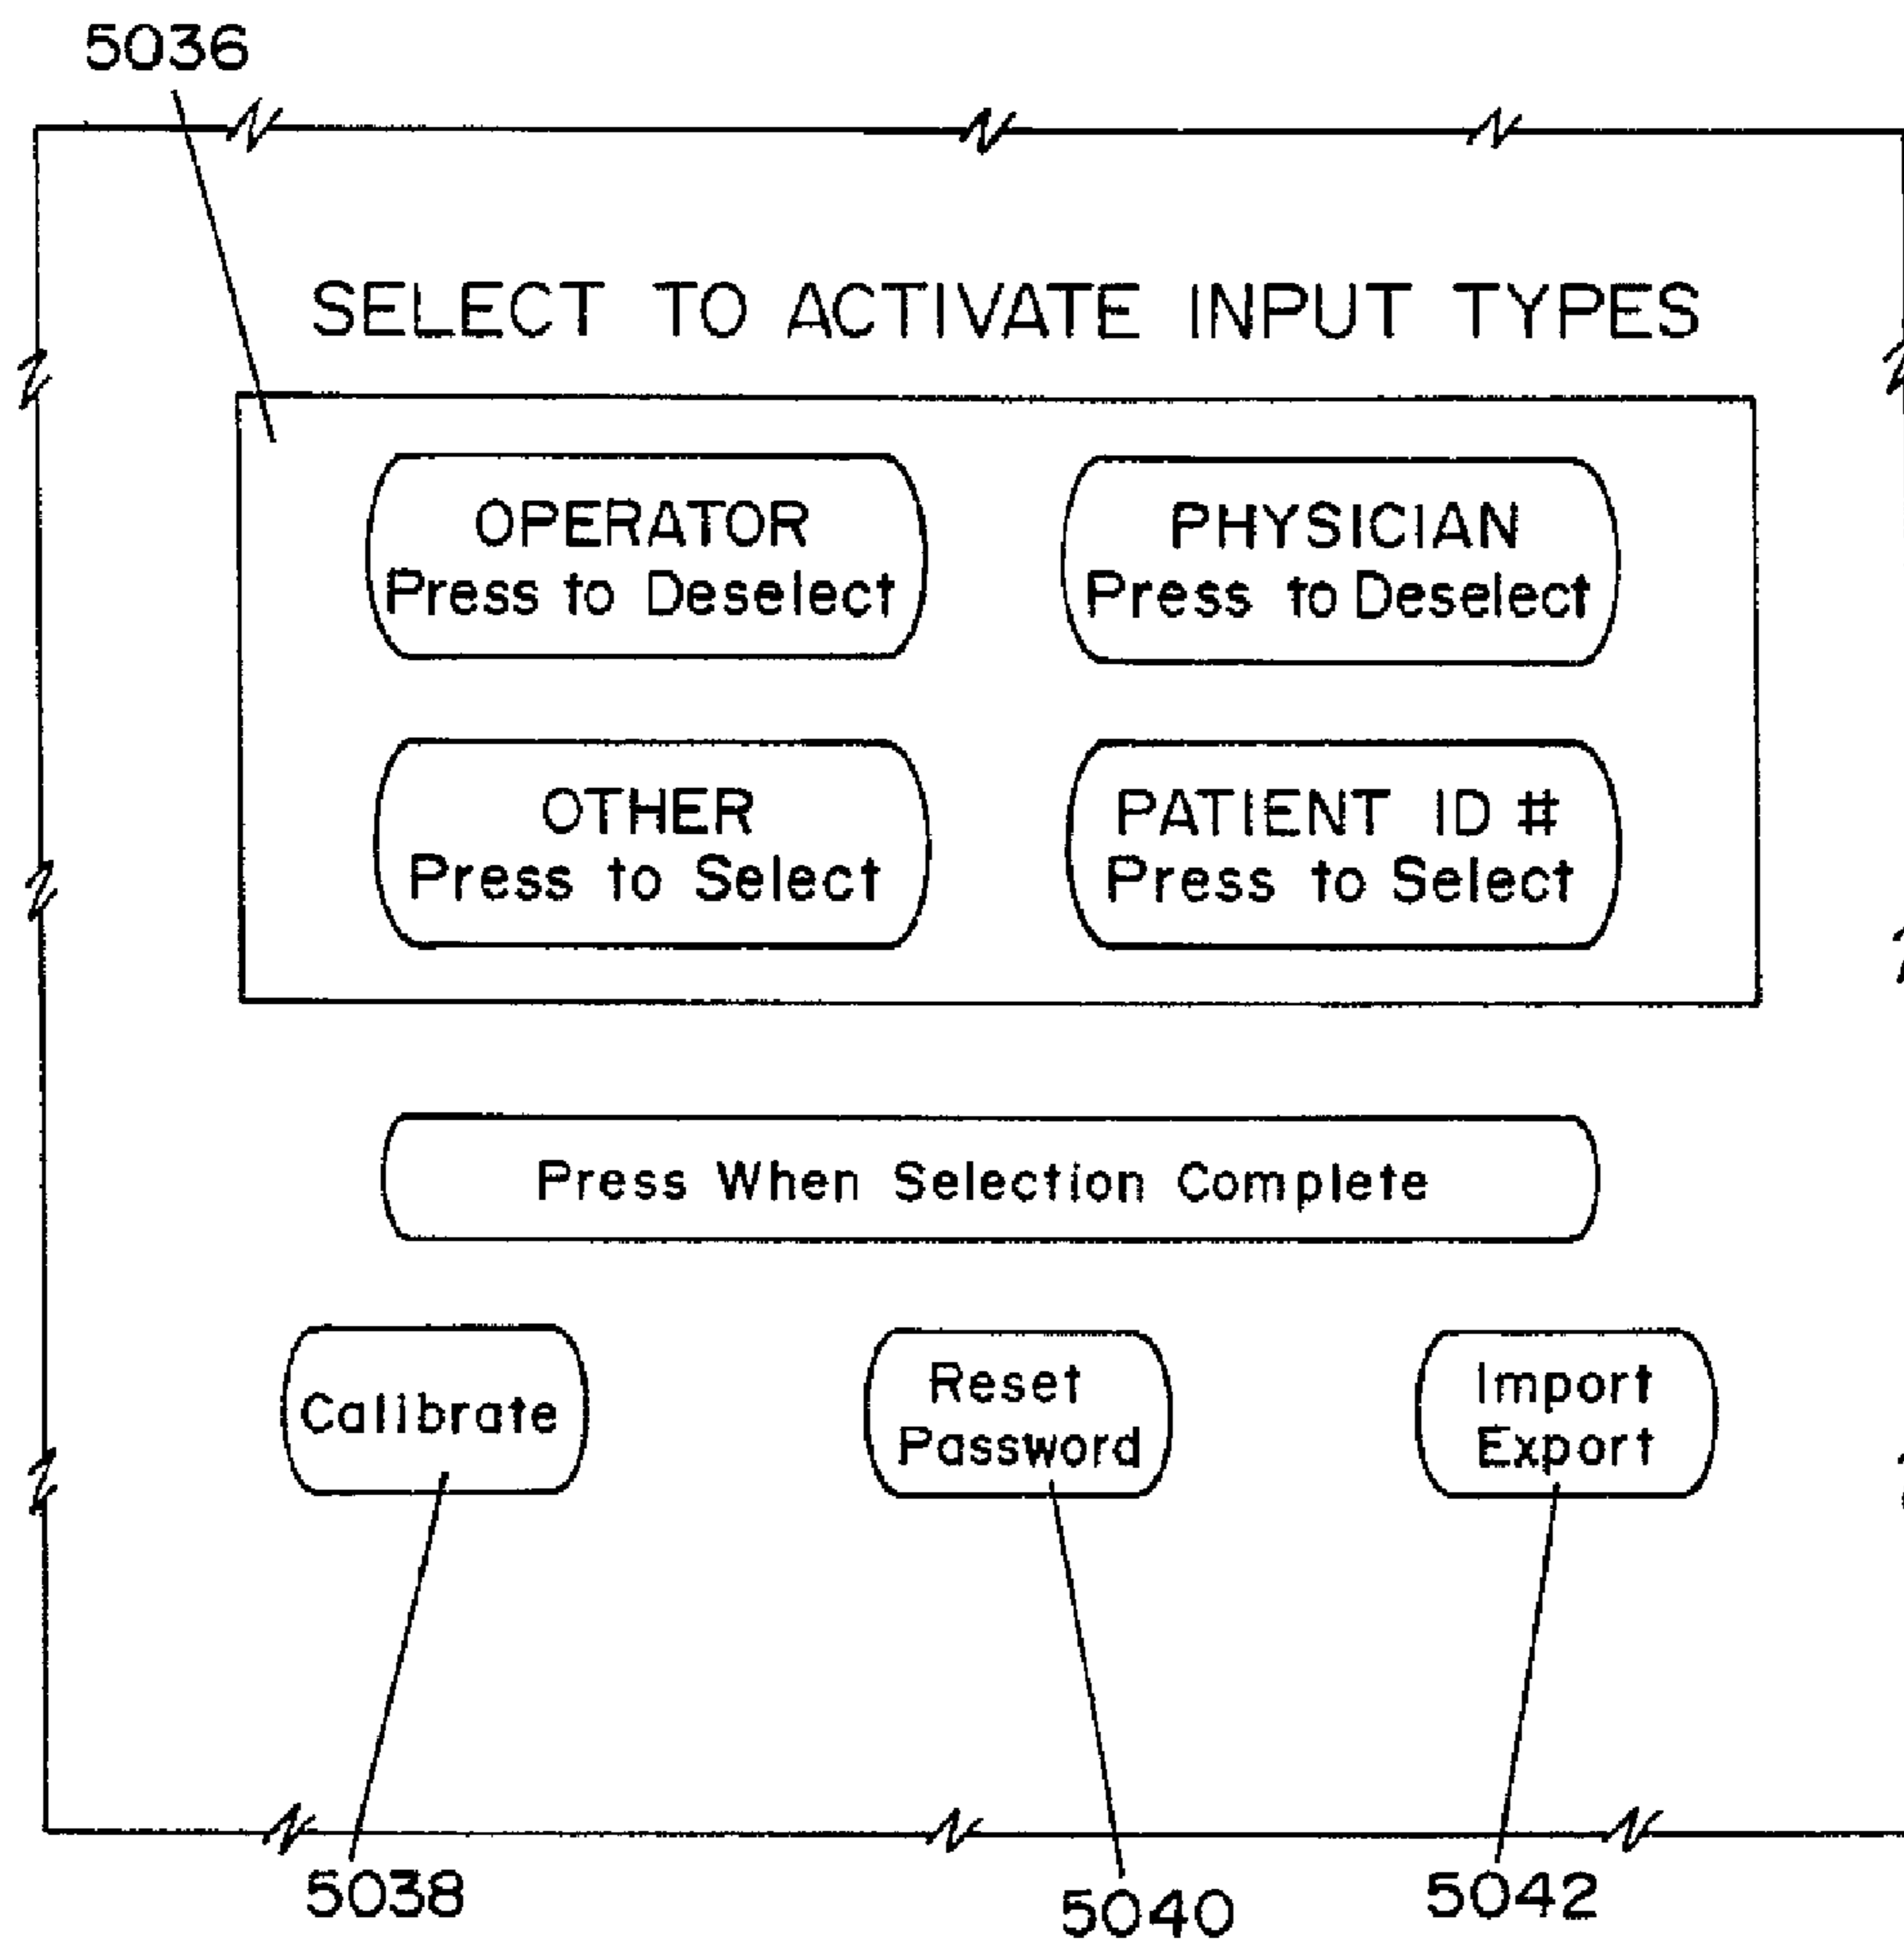 5036
SELECT TO ACTIVATE INPUT TYPES
OPERATOR
Press to Deselect
PHYSICIAN
Press to Deselect
OTHER
Press to Select
PATIENT ID #
Press to Select
Press When Selection Complete
Calibrate
Reset
Password
Import
Export
5038
5040
5042